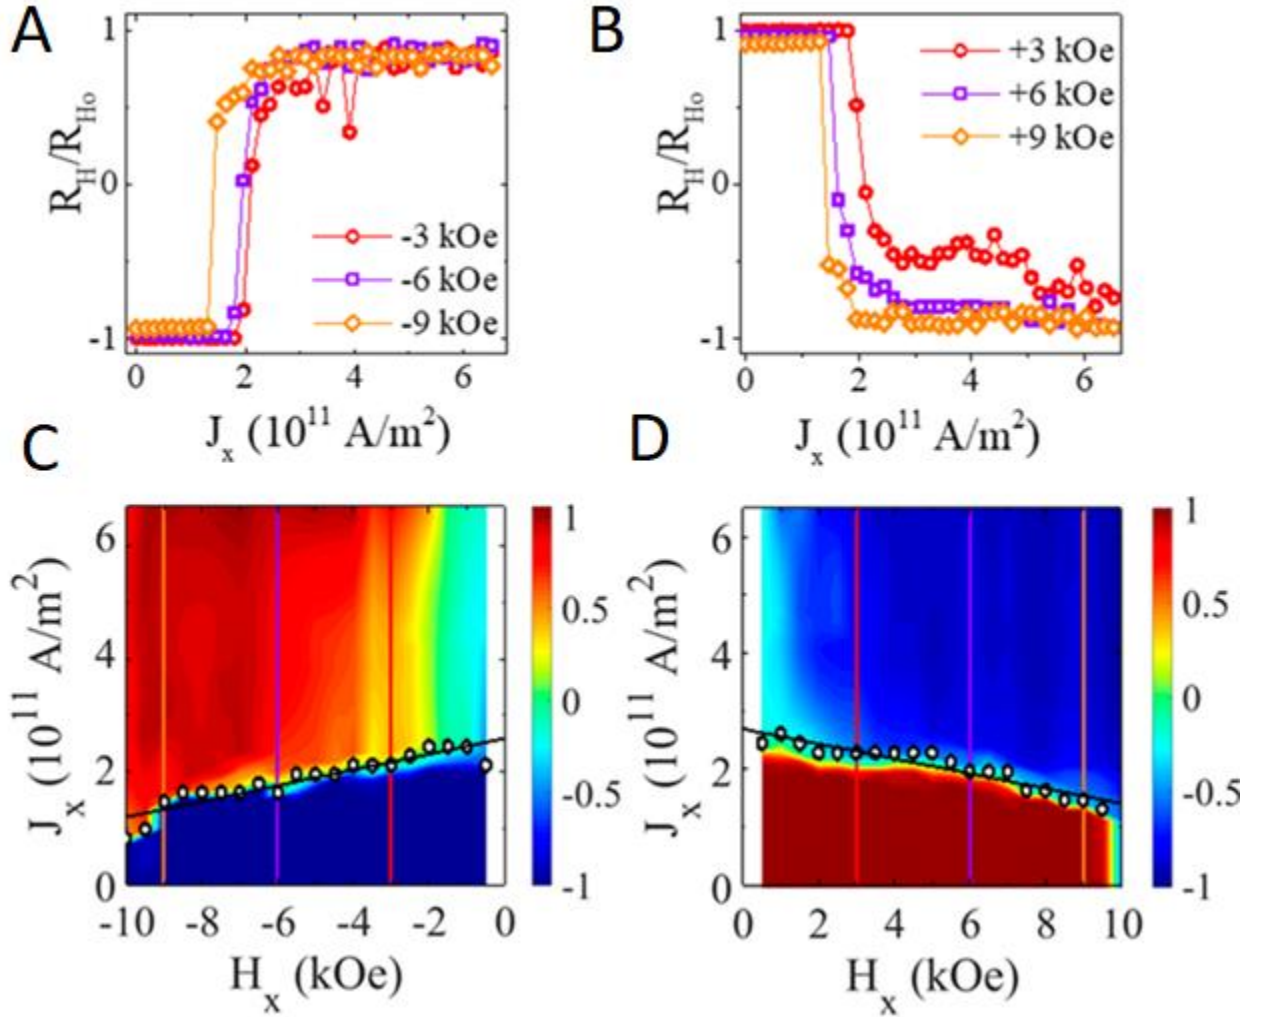 A
B
1
0
-1
R_H/R_Ho
-3 kOe
-6 kOe
-9 kOe
0 2 4 6
J_x (10^11 A/m^2)
1
0
-1
R_H/R_Ho
+3 kOe
+6 kOe
+9 kOe
0 2 4 6
J_x (10^11 A/m^2)
C
D
6
4
2
0
J_x (10^11 A/m^2)
-10 -8 -6 -4 -2 0
H_x (kOe)
1
0.5
0
-0.5
-1
6
4
2
0
J_x (10^11 A/m^2)
0 2 4 6 8 10
H_x (kOe)
1
0.5
0
-0.5
-1